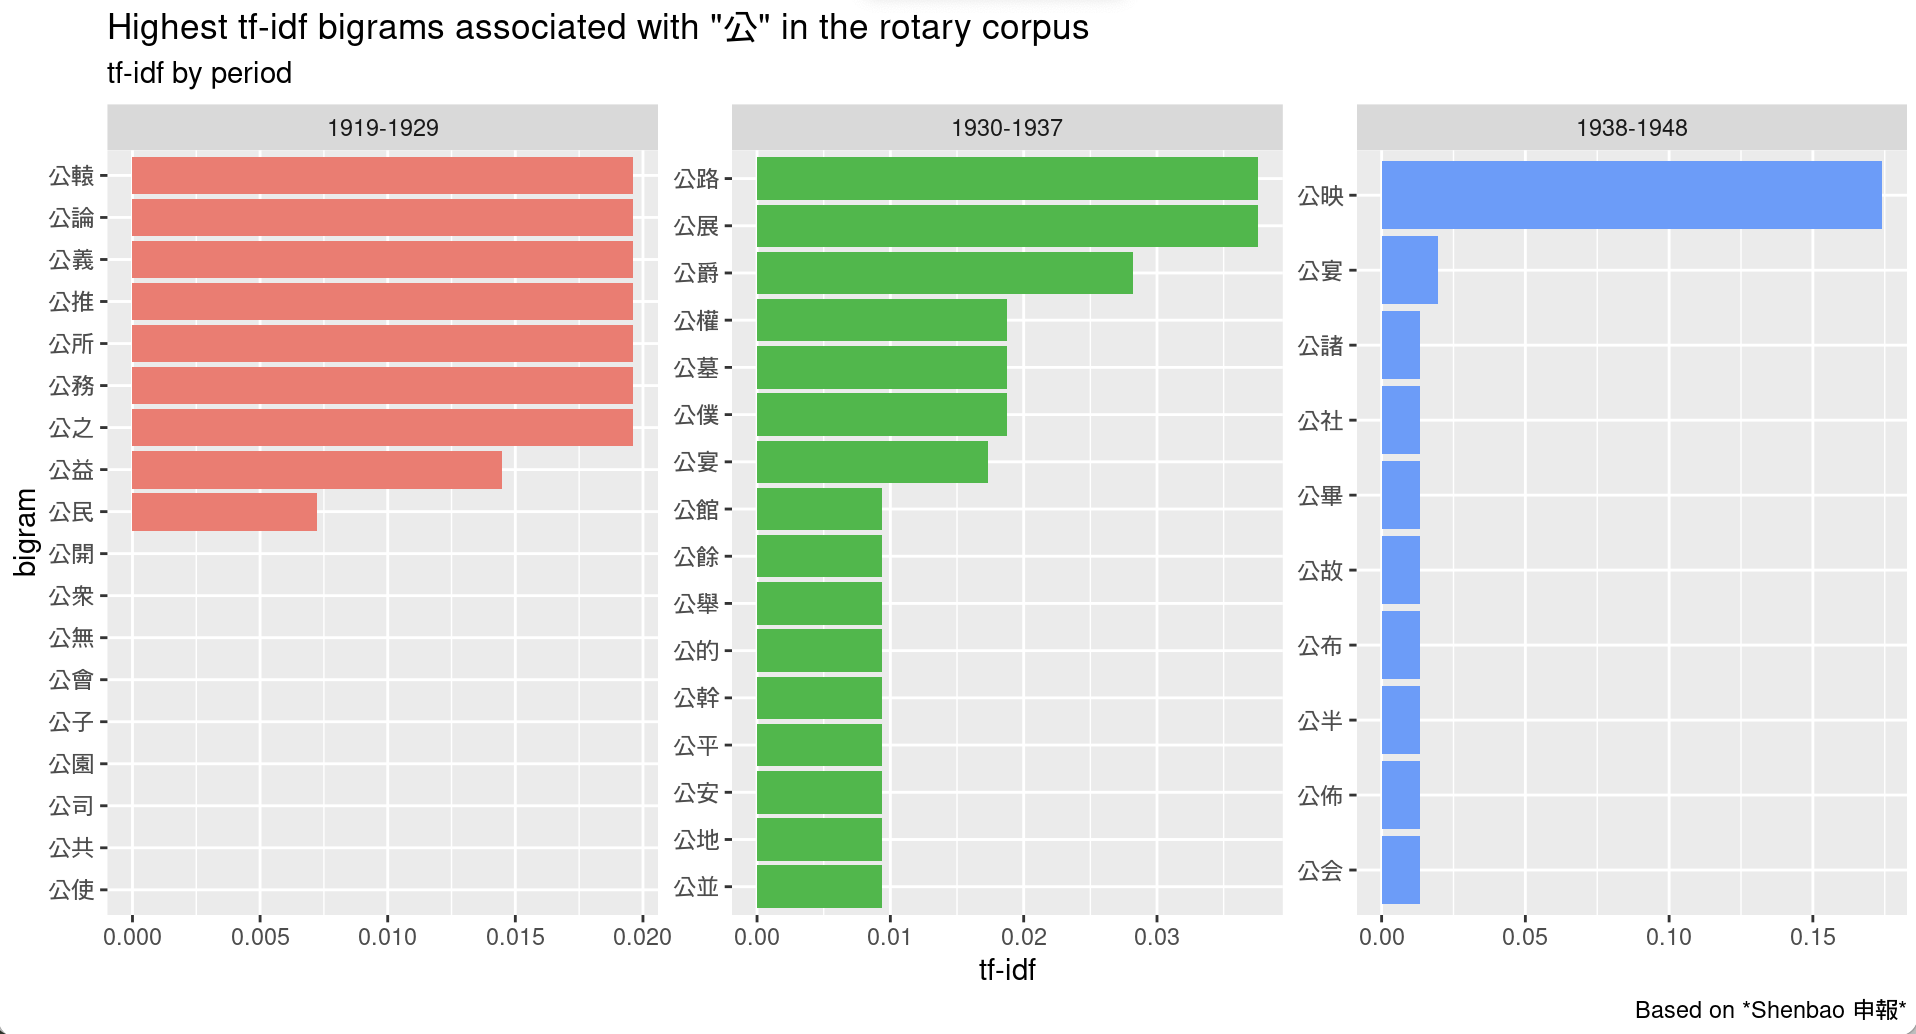 Highest tf-idf bigrams associated with "公" in the rotary corpus
tf-idf by period
1919-1929
公轅
公論
公義
公推
公所
公務
公之
公益
公民
公開
公衆
公無
公會
公子
公園
公司
公共
公使
0.000 0.005 0.010 0.015 0.020
1930-1937
公路
公展
公爵
公權
公墓
公僕
公宴
公館
公餘
公舉
公的
公幹
公平
公安
公地
公並
0.00 0.01 0.02 0.03
1938-1948
公映
公宴
公諸
公社
公畢
公故
公布
公半
公佈
公会
0.00 0.05 0.10 0.15
bigram
tf-idf
Based on *Shenbao 申報*